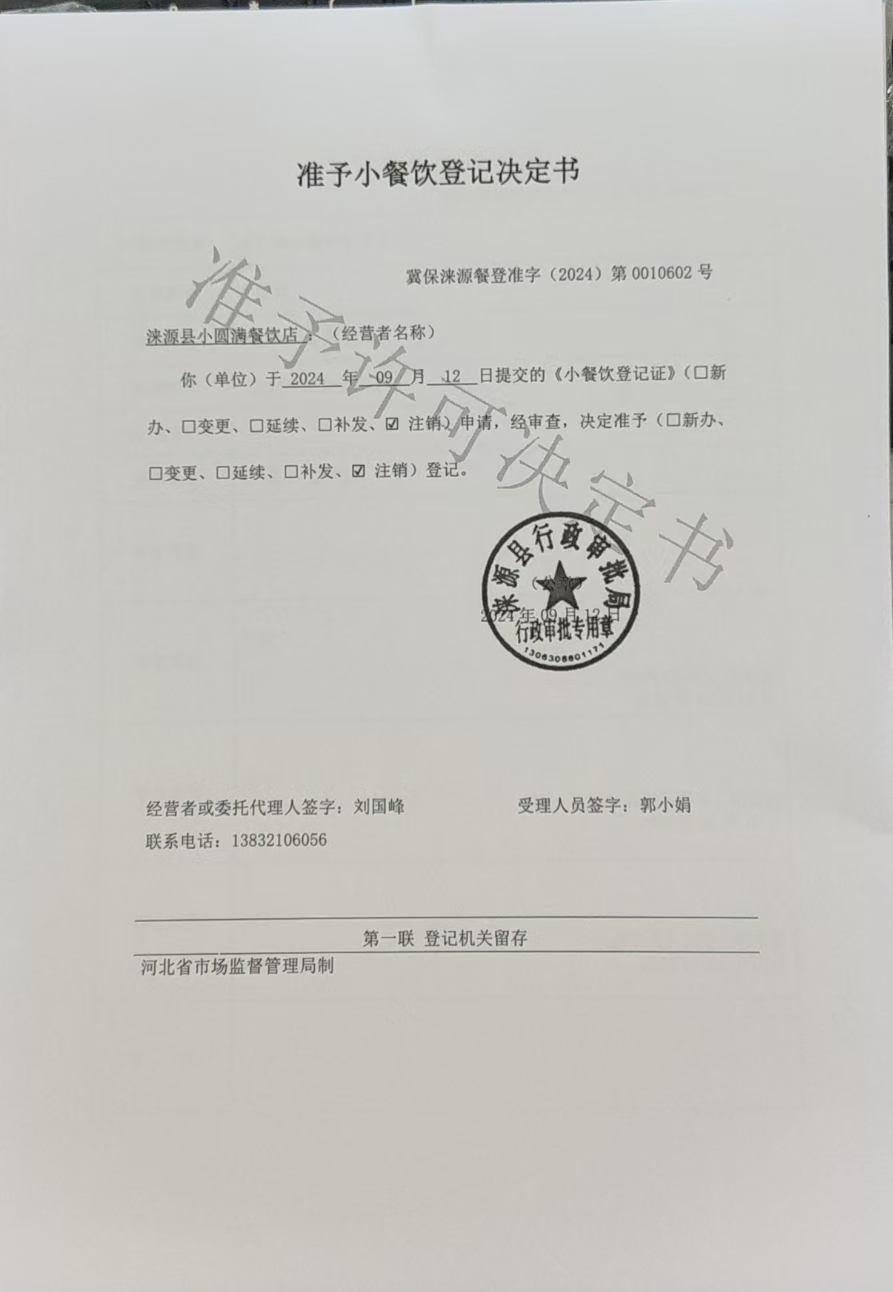 准予小餐饮登记决定书
冀保涞源餐登准字（2024）第 0010602 号
涞源县小圆满餐饮店：（经营者名称）
你（单位）于 2024 年 09 月 12 日提交的《小餐饮登记证》（☐新
办、☐变更、☐延续、☐补发、☑ 注销）申请，经审查，决定准予（☐新办、
☐变更、☐延续、☐补发、☑ 注销）登记。
准予许可决定书
涞源县行政审批局
2024 年 09 月 12 日
行政审批专用章
经营者或委托代理人签字：刘国峰 受理人员签字：郭小娟
联系电话：13832106056
第一联 登记机关留存
河北省市场监督管理局制